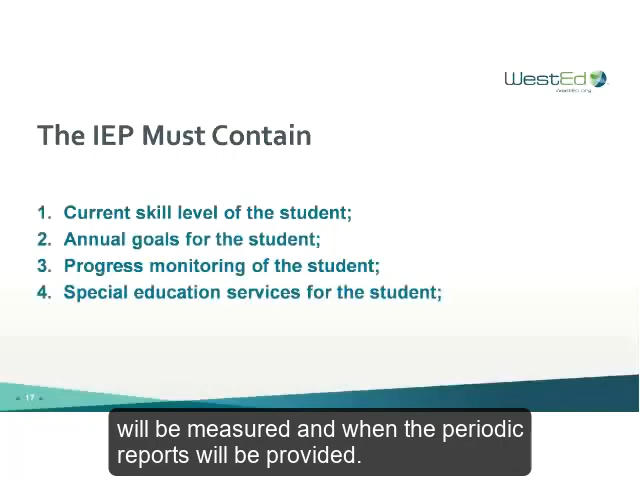 WestEd
WestEd.org
The IEP Must Contain
1. Current skill level of the student;
2. Annual goals for the student;
3. Progress monitoring of the student;
4. Special education services for the student;
17
will be measured and when the periodic
reports will be provided.